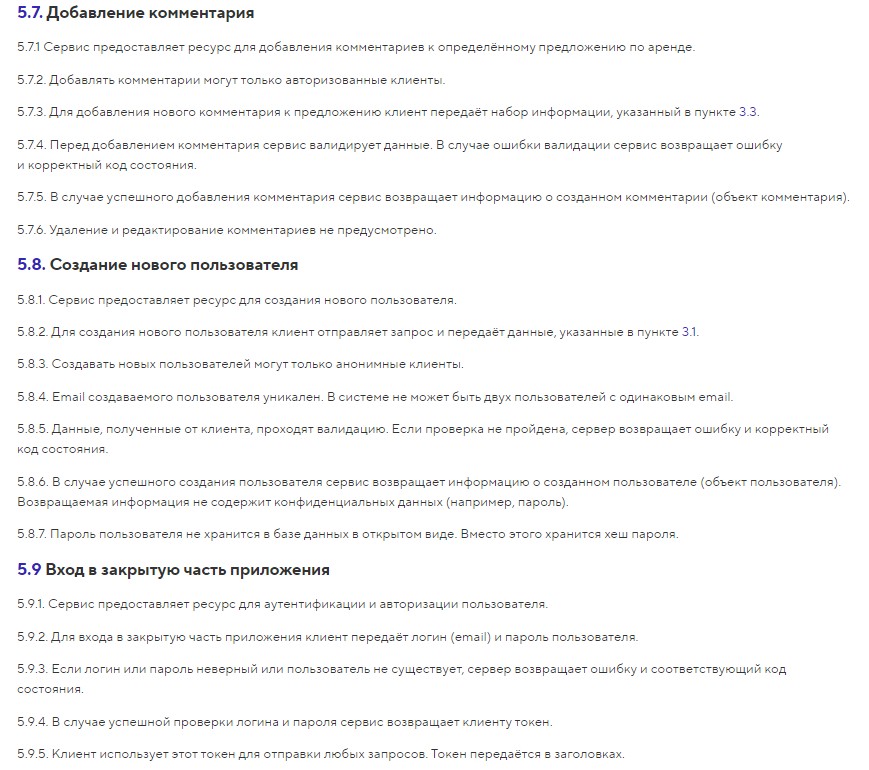 5.7. Добавление комментария
5.7.1 Сервис предоставляет ресурс для добавления комментариев к определённому предложению по аренде.
5.7.2. Добавлять комментарии могут только авторизованные клиенты.
5.7.3. Для добавления нового комментария к предложению клиент передаёт набор информации, указанный в пункте 3.3.
5.7.4. Перед добавлением комментария сервис валидирует данные. В случае ошибки валидации сервис возвращает ошибку
и корректный код состояния.
5.7.5. В случае успешного добавления комментария сервис возвращает информацию о созданном комментарии (объект комментария).
5.7.6. Удаление и редактирование комментариев не предусмотрено.
5.8. Создание нового пользователя
5.8.1. Сервис предоставляет ресурс для создания нового пользователя.
5.8.2. Для создания нового пользователя клиент отправляет запрос и передаёт данные, указанные в пункте 3.1.
5.8.3. Создавать новых пользователей могут только анонимные клиенты.
5.8.4. Email создаваемого пользователя уникален. В системе не может быть двух пользователей с одинаковым email.
5.8.5. Данные, полученные от клиента, проходят валидацию. Если проверка не пройдена, сервер возвращает ошибку и корректный
код состояния.
5.8.6. В случае успешного создания пользователя сервис возвращает информацию о созданном пользователе (объект пользователя).
Возвращаемая информация не содержит конфиденциальных данных (например, пароль).
5.8.7. Пароль пользователя не хранится в базе данных в открытом виде. Вместо этого хранится хеш пароля.
5.9 Вход в закрытую часть приложения
5.9.1. Сервис предоставляет ресурс для аутентификации и авторизации пользователя.
5.9.2. Для входа в закрытую часть приложения клиент передаёт логин (email) и пароль пользователя.
5.9.3. Если логин или пароль неверный или пользователь не существует, сервер возвращает ошибку и соответствующий код
состояния.
5.9.4. В случае успешной проверки логина и пароля сервис возвращает клиенту токен.
5.9.5. Клиент использует этот токен для отправки любых запросов. Токен передаётся в заголовках.